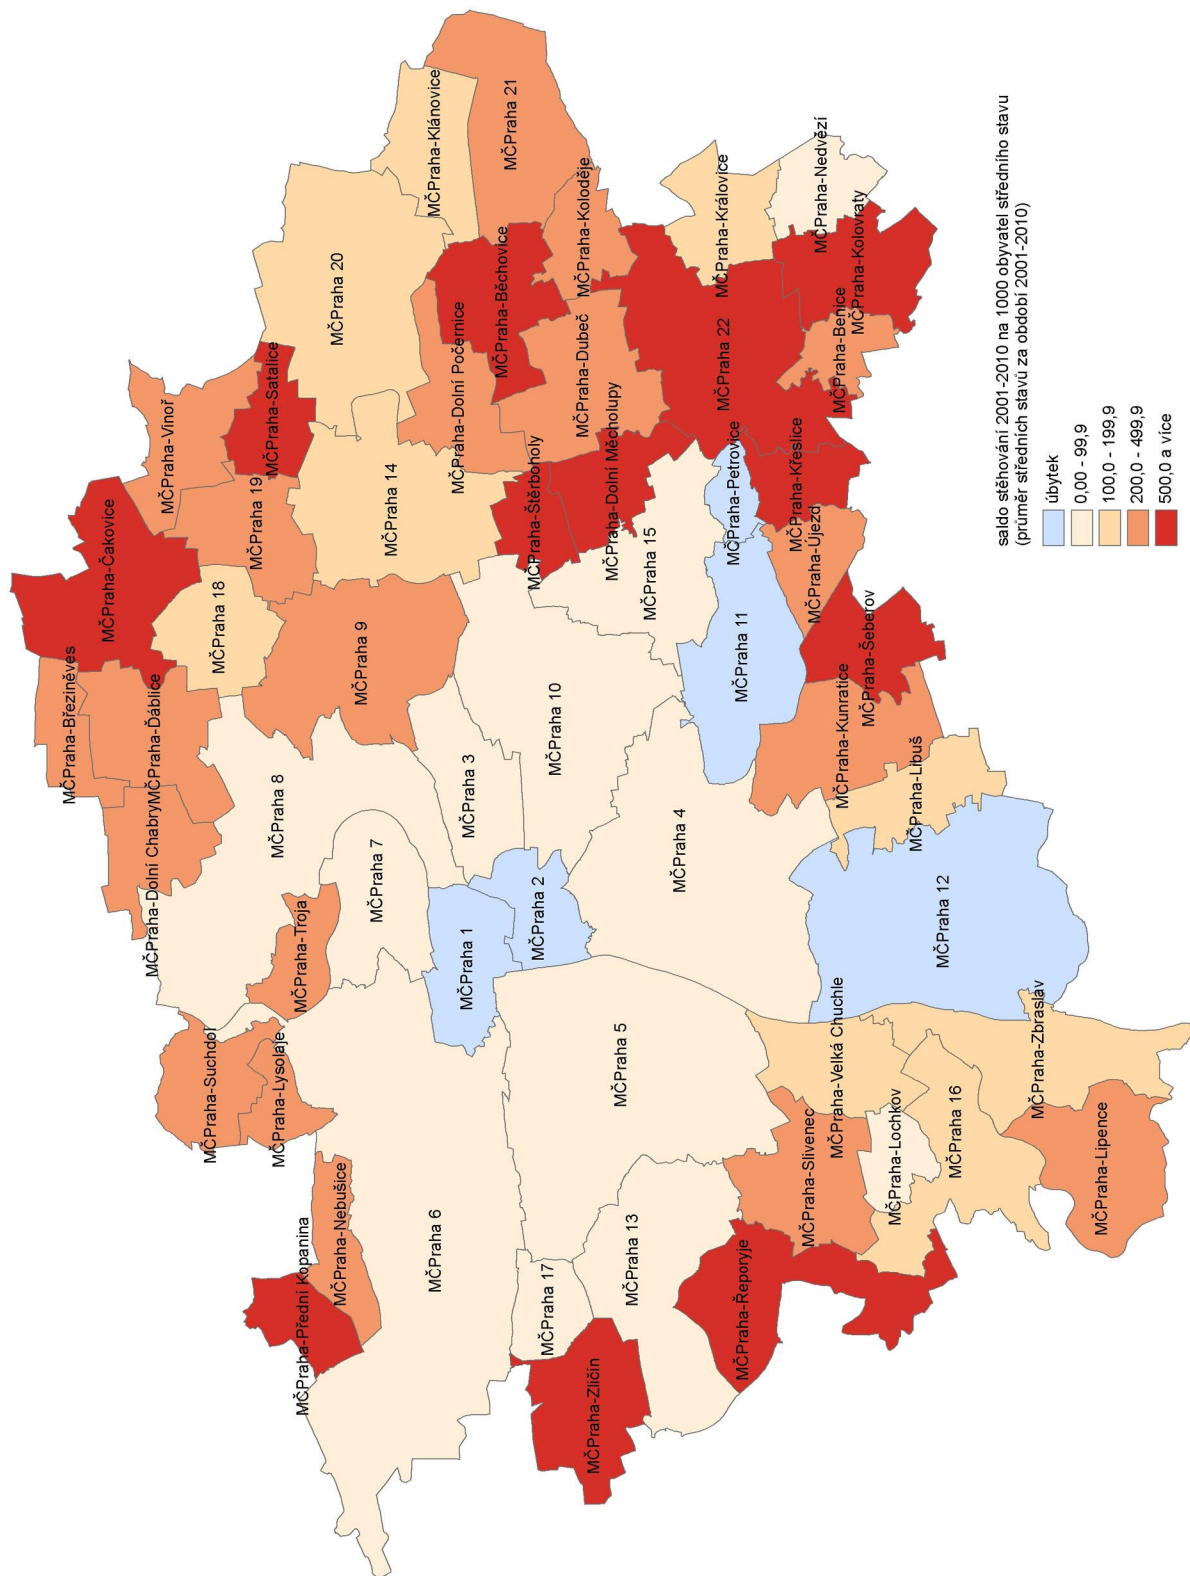 MČPraha-Přední Kopanina
MČPraha-Nebušice
MČPraha-Suchdol
MČPraha-Lysolaje
MČPraha-Troja
MČPraha-Dolní Chabry
MČPraha-Březiněves
MČPraha-Ďáblice
MČPraha-Čakovice
MČPraha-Vinoř
MČPraha-Satalice
MČPraha 18
MČPraha 19
MČPraha 8
MČPraha 9
MČPraha 7
MČPraha 6
MČPraha 14
MČPraha 20
MČPraha-Klánovice
MČPraha 21
MČPraha-Dolní Počernice
MČPraha-Běchovice
MČPraha-Koloděje
MČPraha-Dubeč
MČPraha-Štěrboholy
MČPraha-Dolní Měcholupy
MČPraha 3
MČPraha 10
MČPraha 1
MČPraha 2
MČPraha 17
MČPraha-Zličín
MČPraha 13
MČPraha 5
MČPraha 4
MČPraha 15
MČPraha 11
MČPraha-Petrovice
MČPraha 22
MČPraha-Královice
MČPraha-Nedvězí
MČPraha-Kolovraty
MČPraha-Benice
MČPraha-Křeslice
MČPraha-Újezd
MČPraha-Šeberov
MČPraha-Kunratice
MČPraha-Libuš
MČPraha 12
MČPraha-Řeporyje
MČPraha-Slivenec
MČPraha-Velká Chuchle
MČPraha-Lochkov
MČPraha 16
MČPraha-Zbraslav
MČPraha-Lipence
saldo stěhování 2001-2010 na 1000 obyvatel středního stavu
(průměr středních stavů za období 2001-2010)
úbytek
0,00 - 99,9
100,0 - 199,9
200,0 - 499,9
500,0 a více